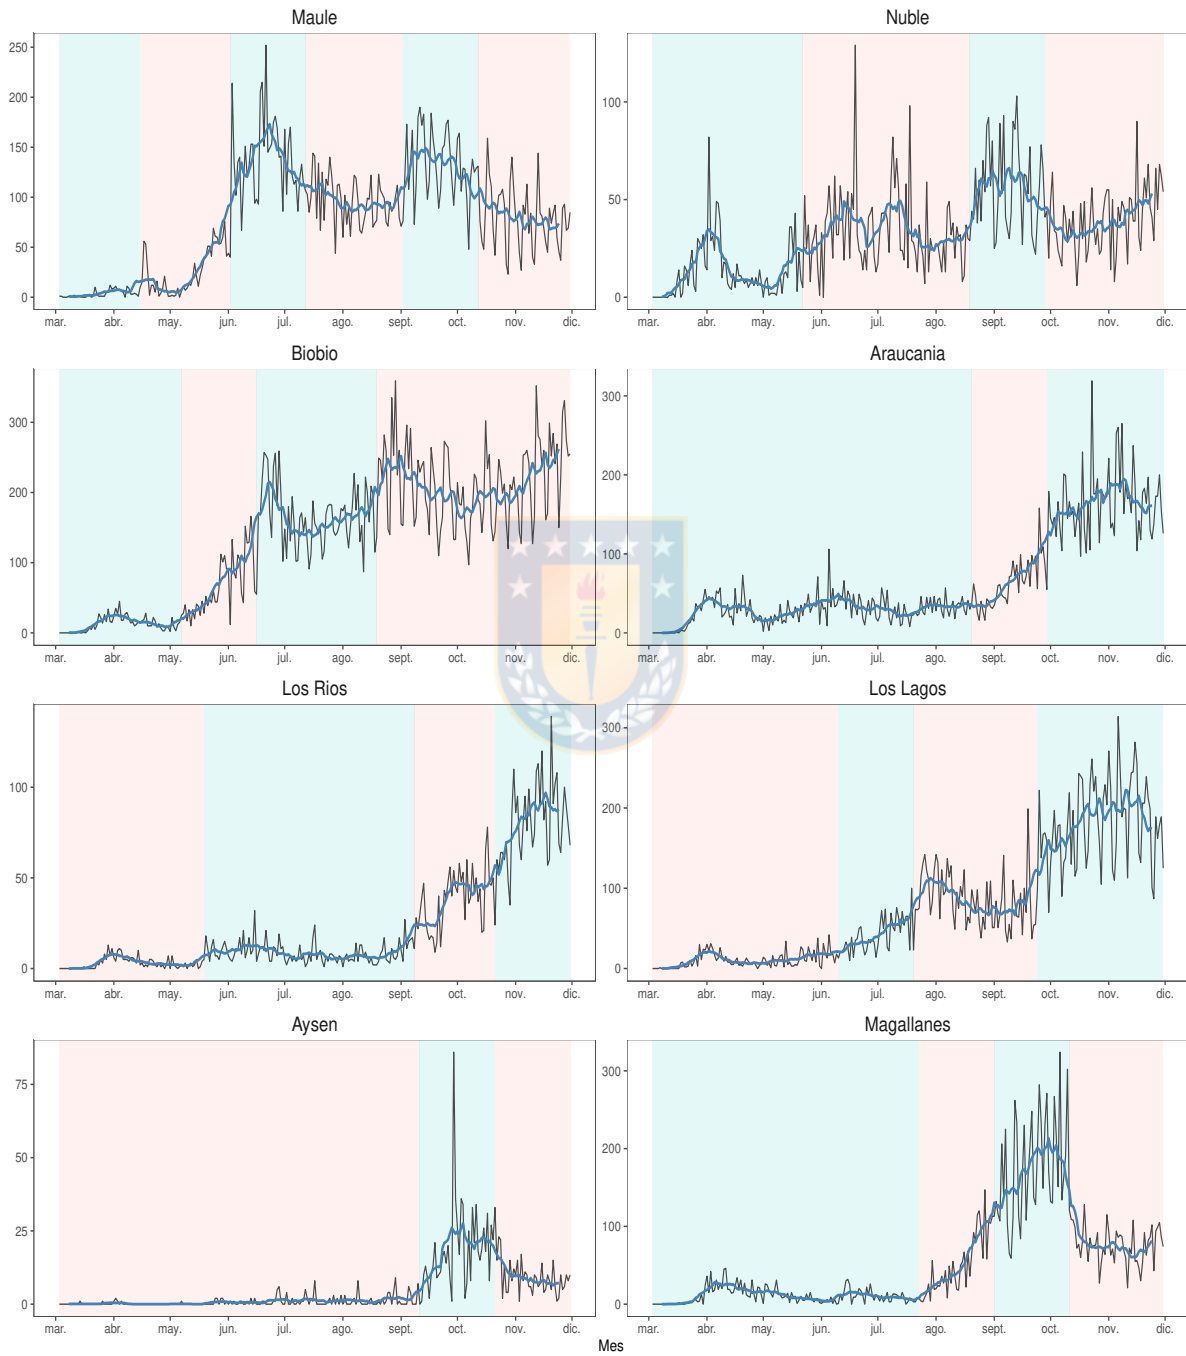 Maule
Nuble
250
200
150
100
50
0
100
50
0
mar. abr. may. jun. jul. ago. sept. oct. nov. dic.
mar. abr. may. jun. jul. ago. sept. oct. nov. dic.
Biobio
Araucania
300
200
100
0
300
200
100
0
mar. abr. may. jun. jul. ago. sept. oct. nov. dic.
mar. abr. may. jun. jul. ago. sept. oct. nov. dic.
Los Rios
Los Lagos
100
50
0
300
200
100
0
mar. abr. may. jun. jul. ago. sept. oct. nov. dic.
mar. abr. may. jun. jul. ago. sept. oct. nov. dic.
Aysen
Magallanes
75
50
25
0
300
200
100
0
mar. abr. may. jun. jul. ago. sept. oct. nov. dic.
mar. abr. may. jun. jul. ago. sept. oct. nov. dic.
Mes